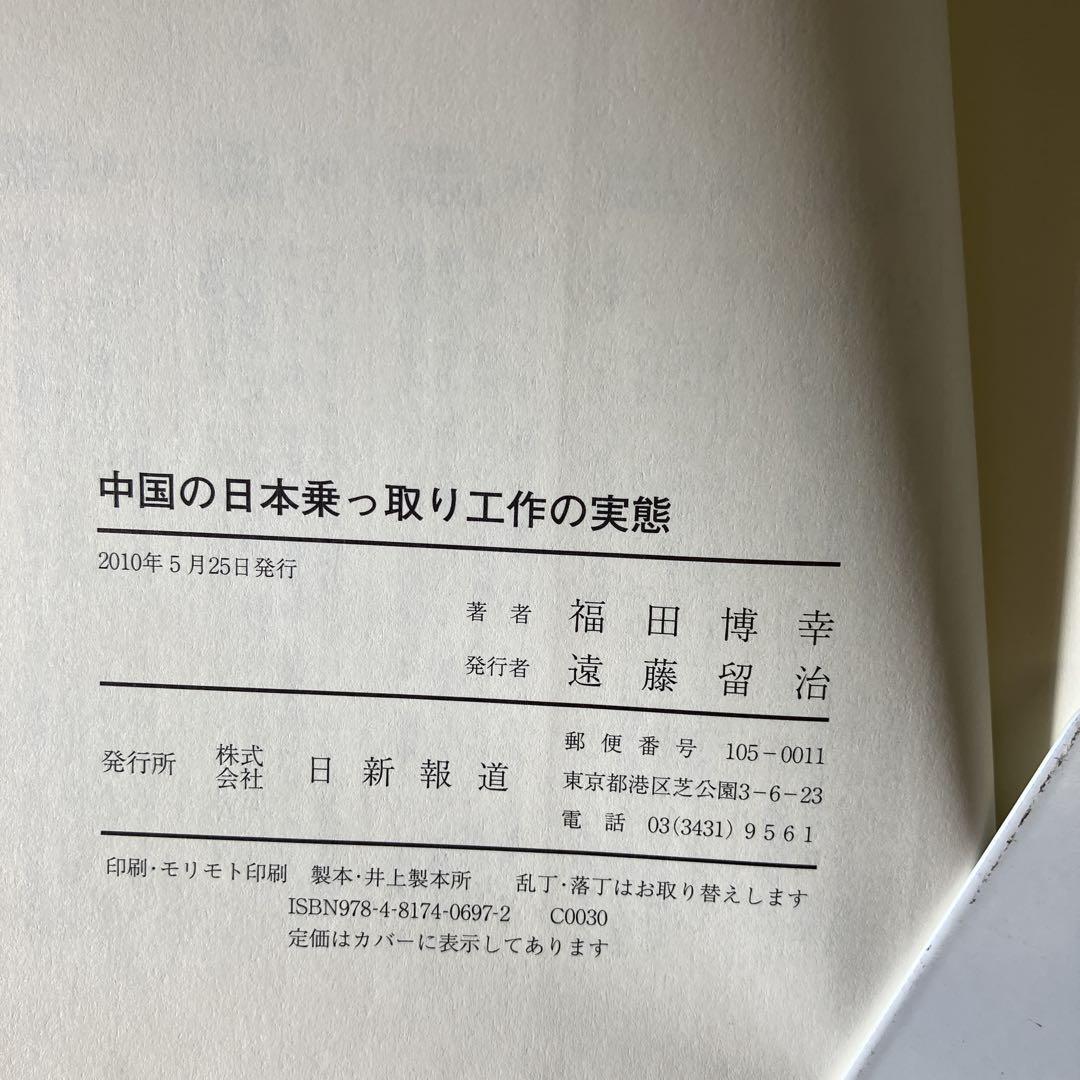 中国の日本乗っ取り工作の実態
2010年5月25日発行
著者 福田博幸
発行者 遠藤留治
発行所 株式会社 日新報道
郵便番号 105-0011
東京都港区芝公園3-6-23
電話 03(3431)9561
印刷・モリモト印刷 製本・井上製本所 乱丁・落丁はお取り替えします
ISBN978-4-8174-0697-2 C0030
定価はカバーに表示してあります